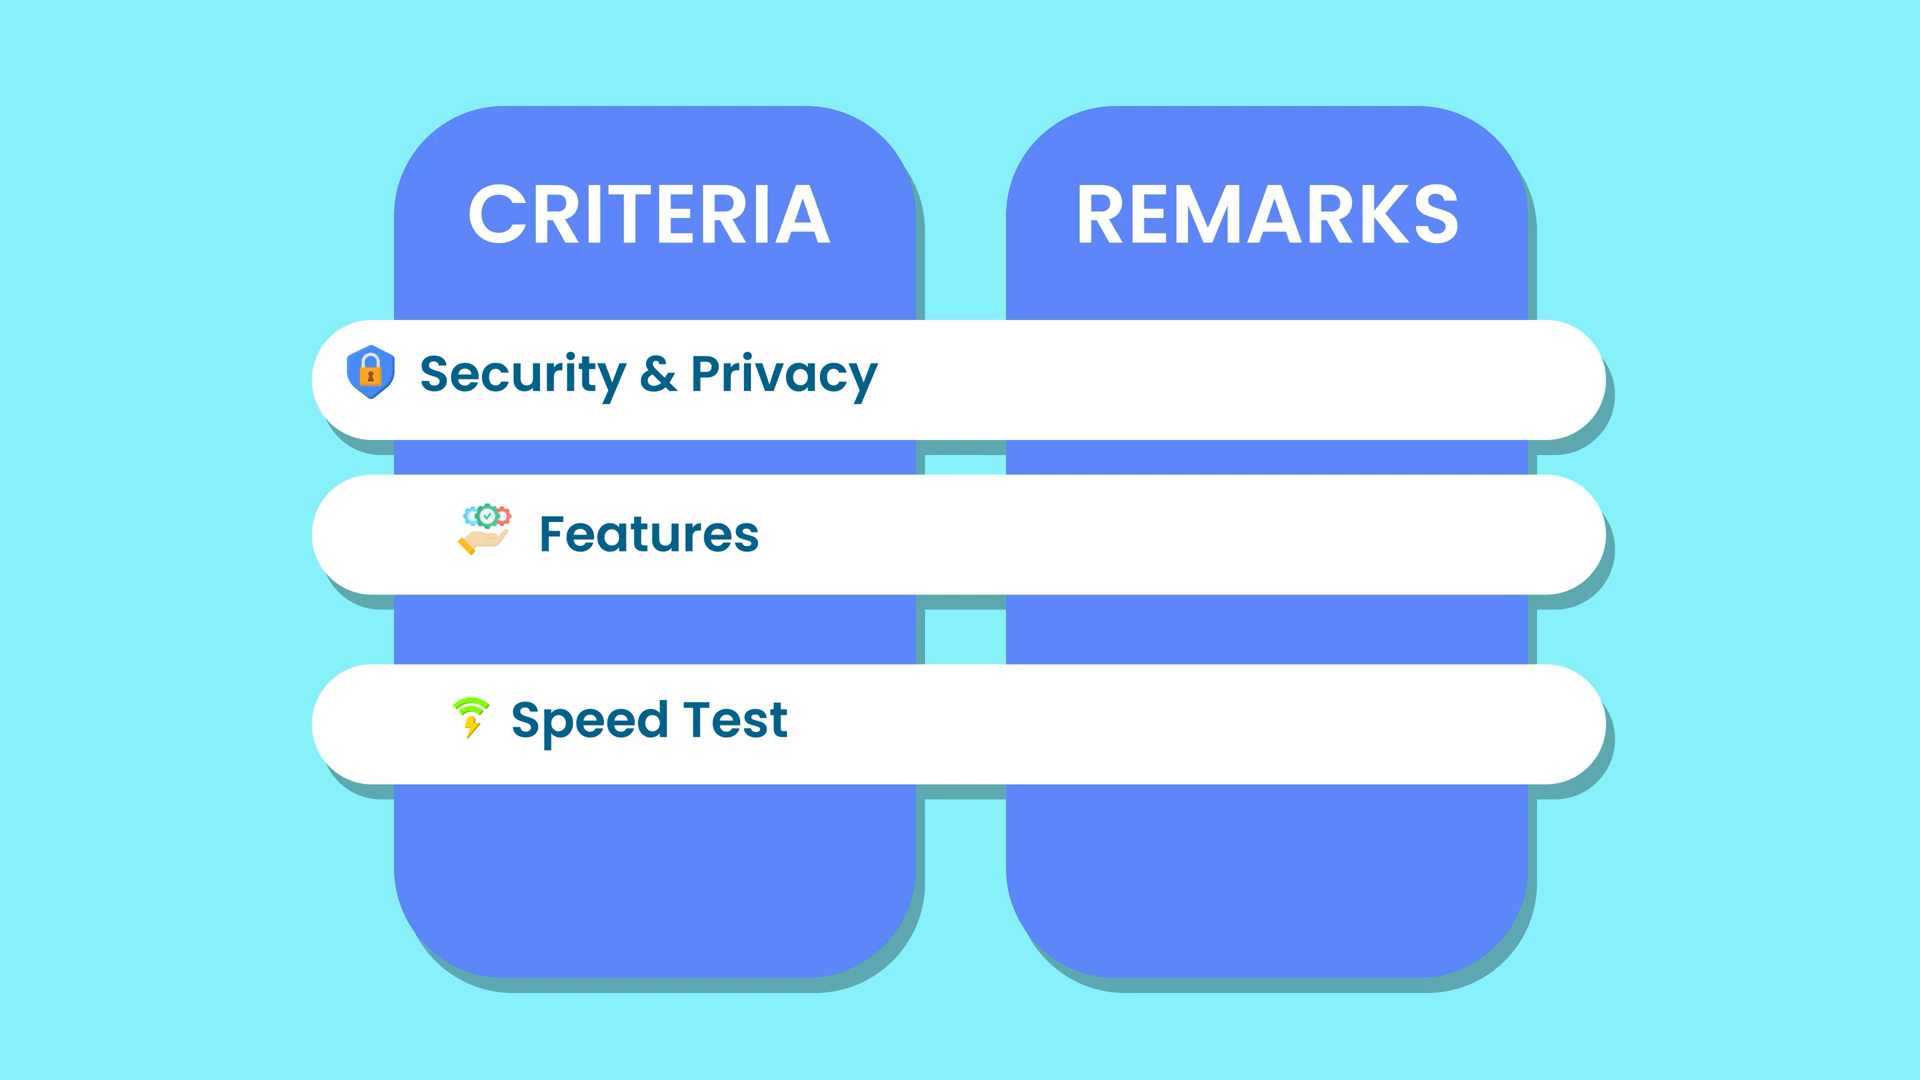 CRITERIA
REMARKS
Security & Privacy
Features
Speed Test